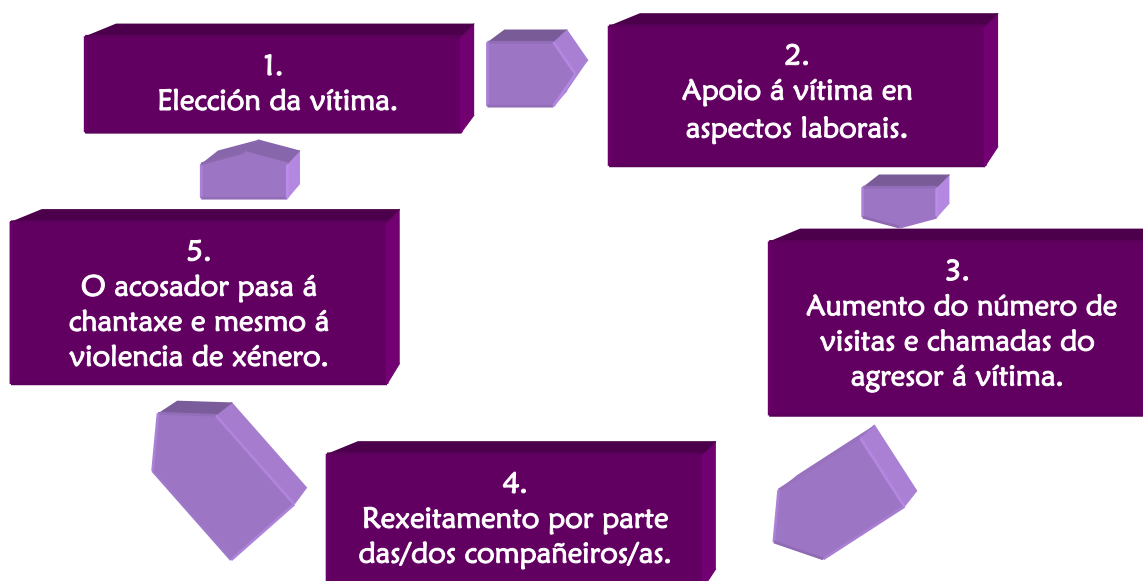 1.
Elección da vítima.
2.
Apoio á vítima en
aspectos laborais.
3.
Aumento do número de
visitas e chamadas do
agresor á vítima.
4.
Rexeitamento por parte
das/dos compañeiros/as.
5.
O acosador pasa á
chantaxe e mesmo á
violencia de xénero.